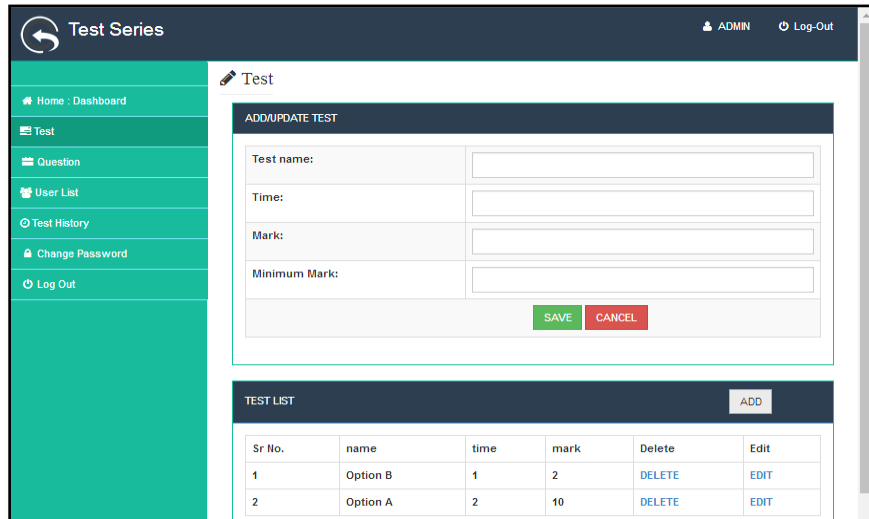 Test Series
ADMIN
Log-Out
Home : Dashboard
Test
Question
User List
Test History
Change Password
Log Out
Test
ADD/UPDATE TEST
Test name:
Time:
Mark:
Minimum Mark:
SAVE CANCEL
TEST LIST ADD
Sr No. name time mark Delete Edit
1 Option B 1 2 DELETE EDIT
2 Option A 2 10 DELETE EDIT